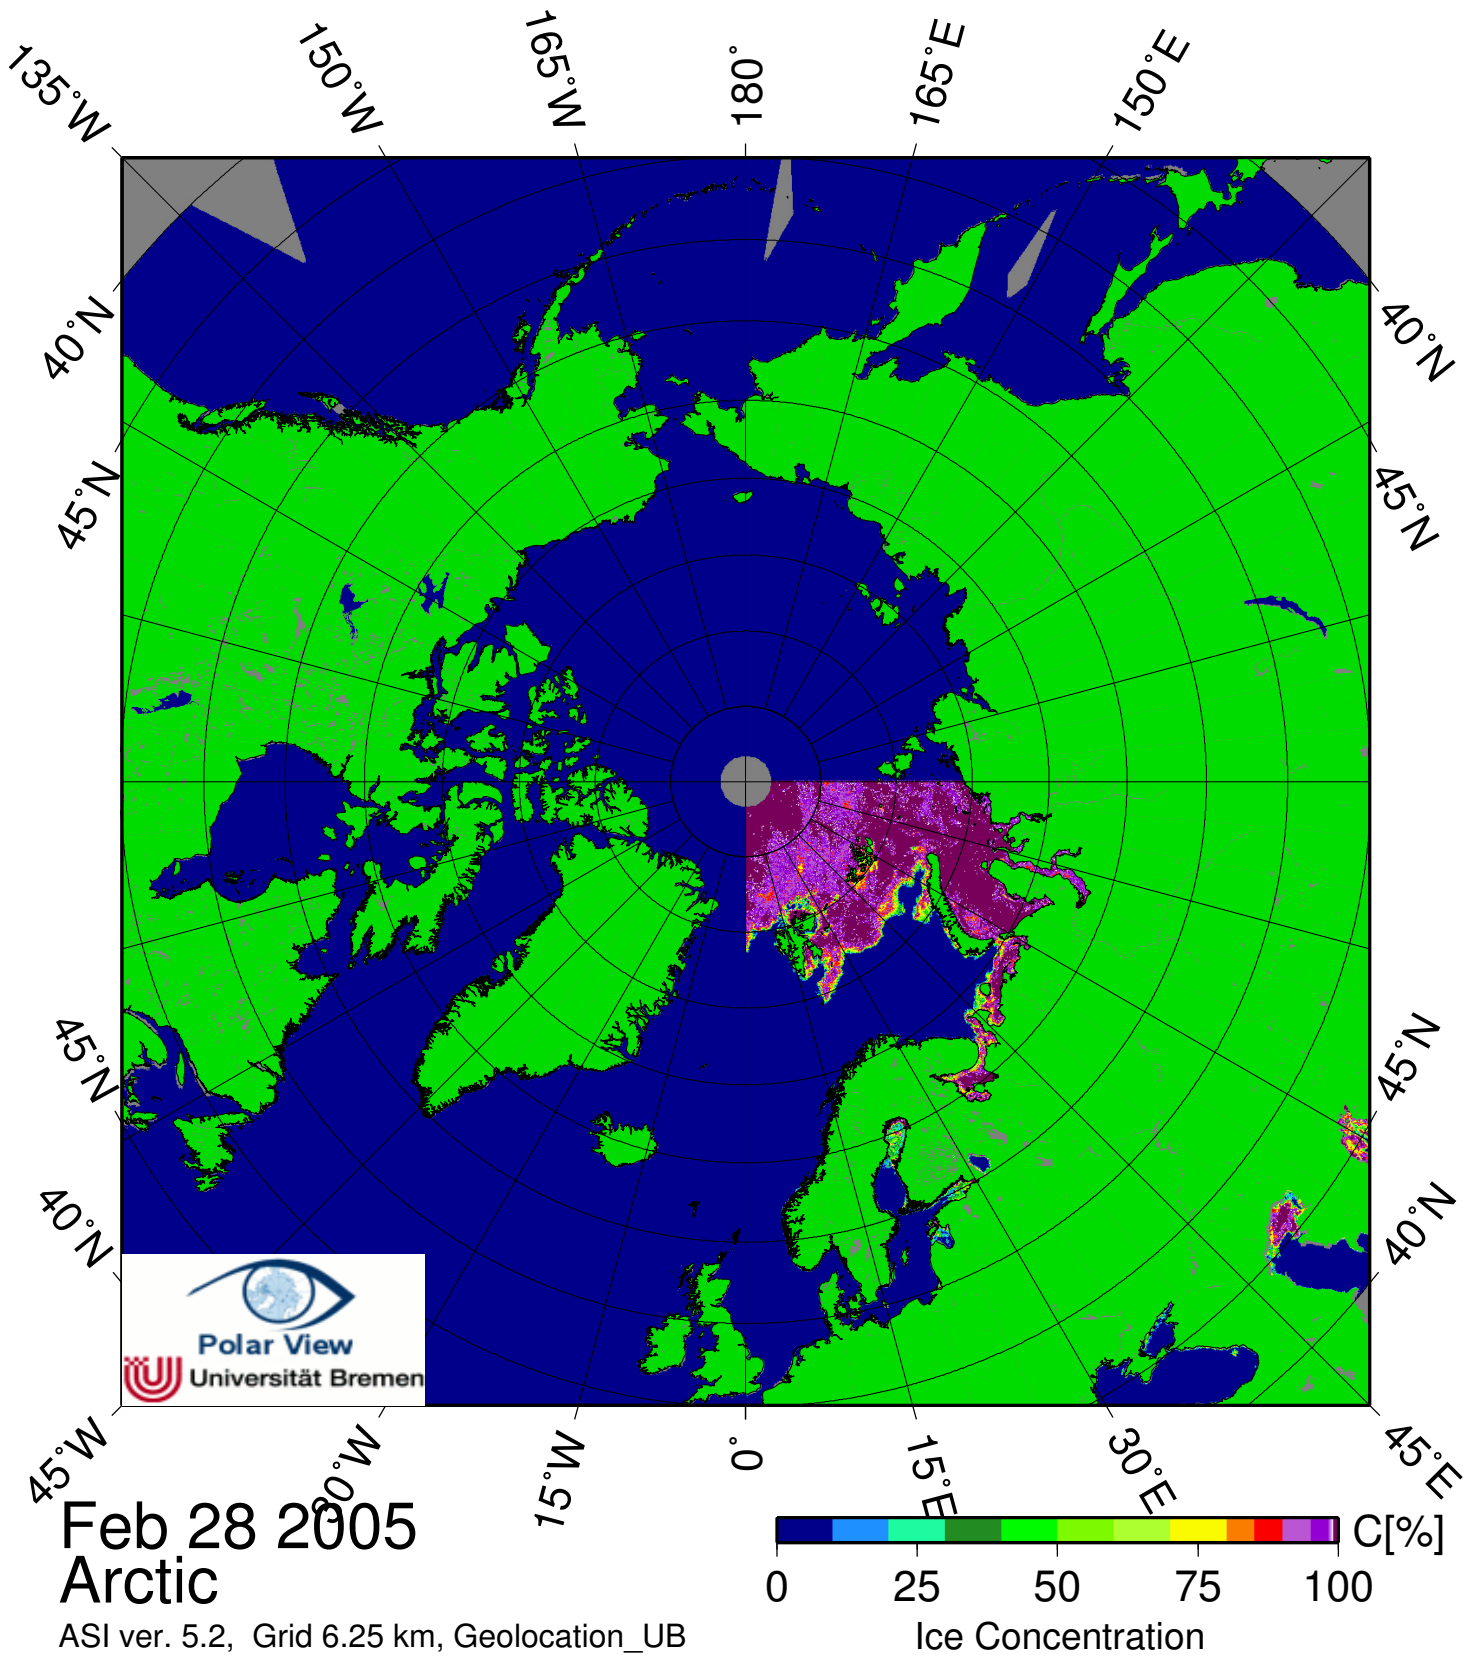 135°W
150°W
165°W
180°
165°E
150°E
40°N
40°N
45°N
45°N
45°N
45°N
40°N
40°N
Polar View
Universität Bremen
45°W
30°W
15°W
0°
15°E
30°E
45°E
Feb 28 2005
Arctic
ASI ver. 5.2, Grid 6.25 km, Geolocation_UB
C[%]
0 25 50 75 100
Ice Concentration